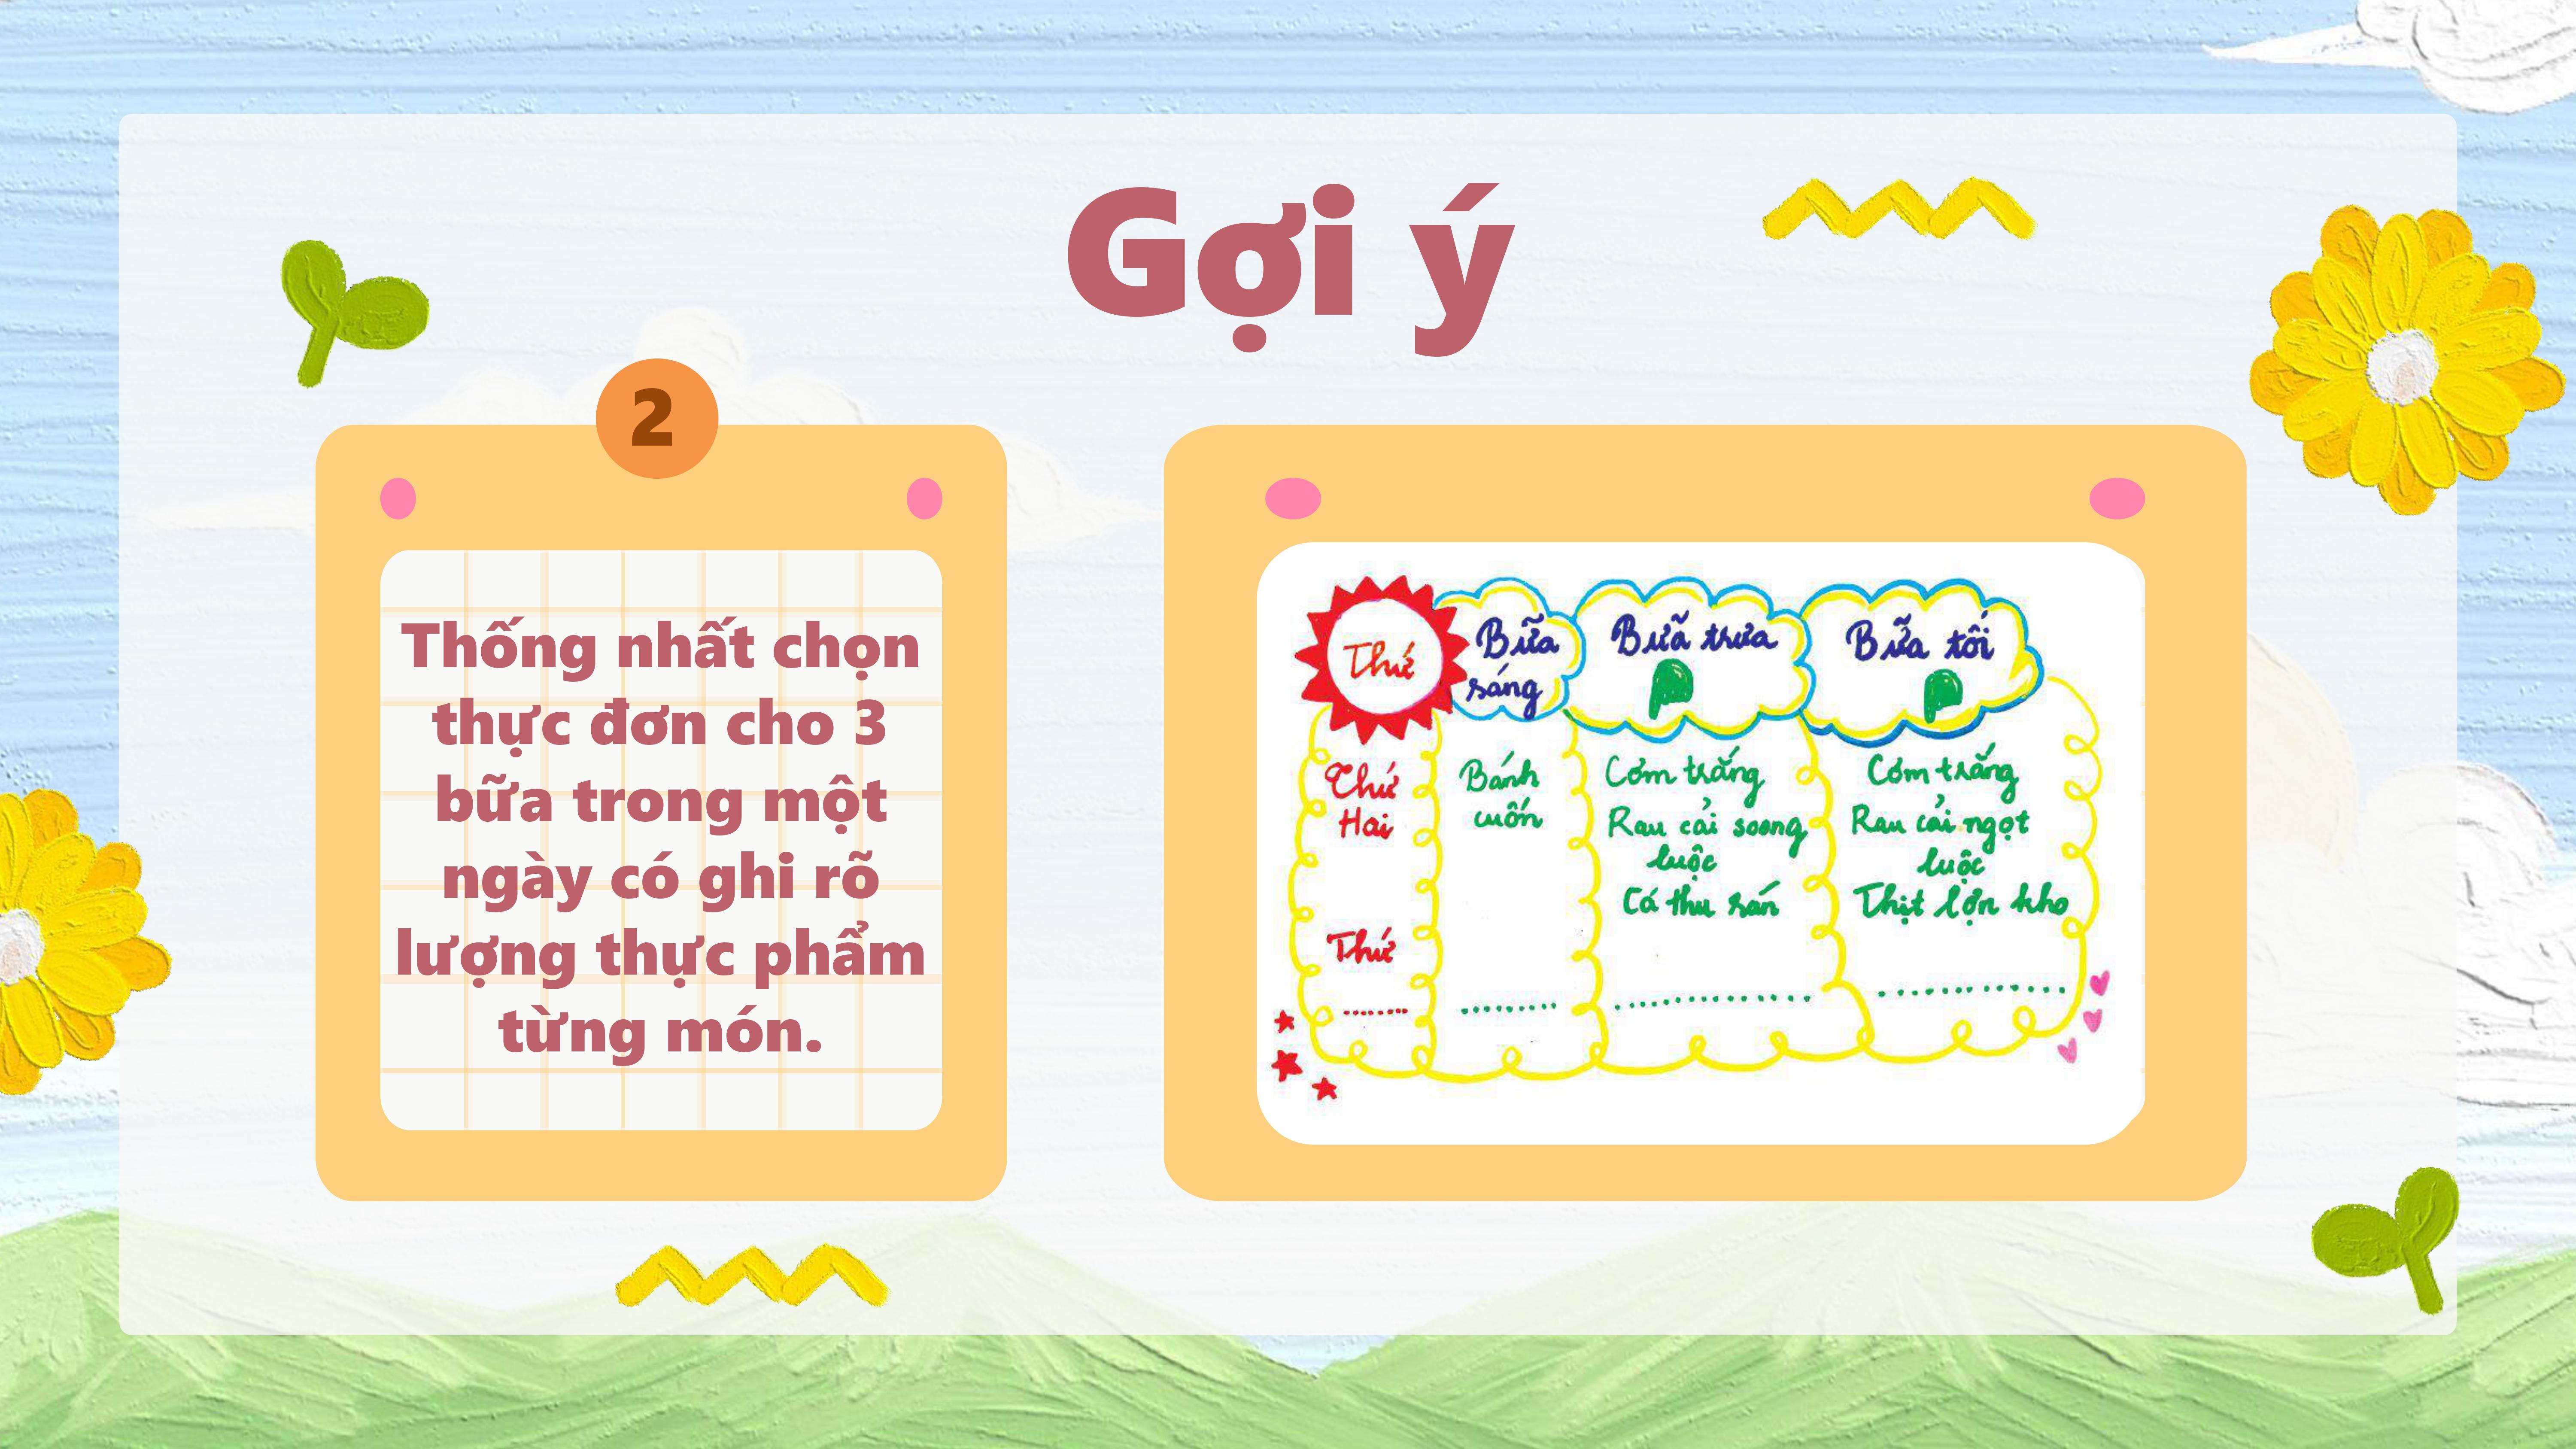 Gợi ý
2
Thống nhất chọn
thực đơn cho 3
bữa trong một
ngày có ghi rõ
lượng thực phẩm
từng món.
Thứ
Bữa
sáng
Bữa trưa
Bữa tối
Thứ
Hai
Bánh
cuốn
Cơm trắng
Rau cải soong
luộc
Cá thu rán
Cơm trắng
Rau cải ngọt
luộc
Thịt lợn kho
Thứ
.......
..........
................
.............